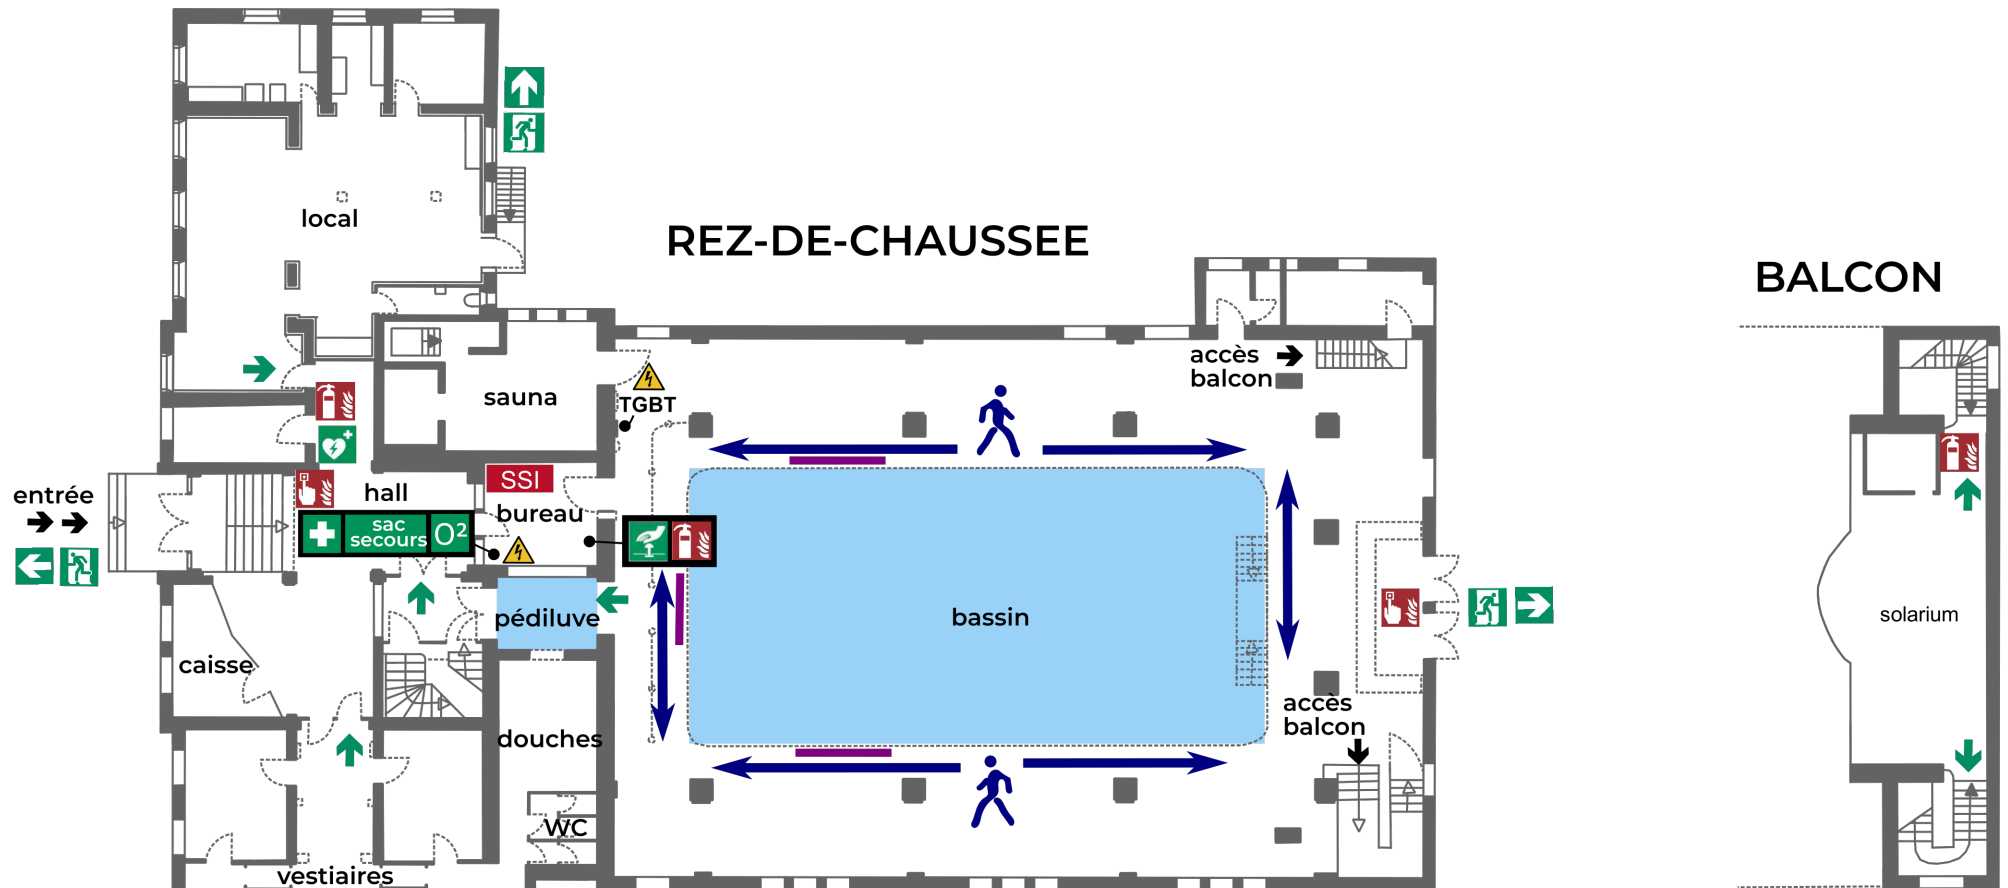 REZ-DE-CHAUSSEE
BALCON
local
accès
balcon
sauna
TGBT
SSI
entrée
hall
bureau
sac
secours
O²
pédiluve
bassin
solarium
caisse
accès
balcon
douches
WC
vestiaires